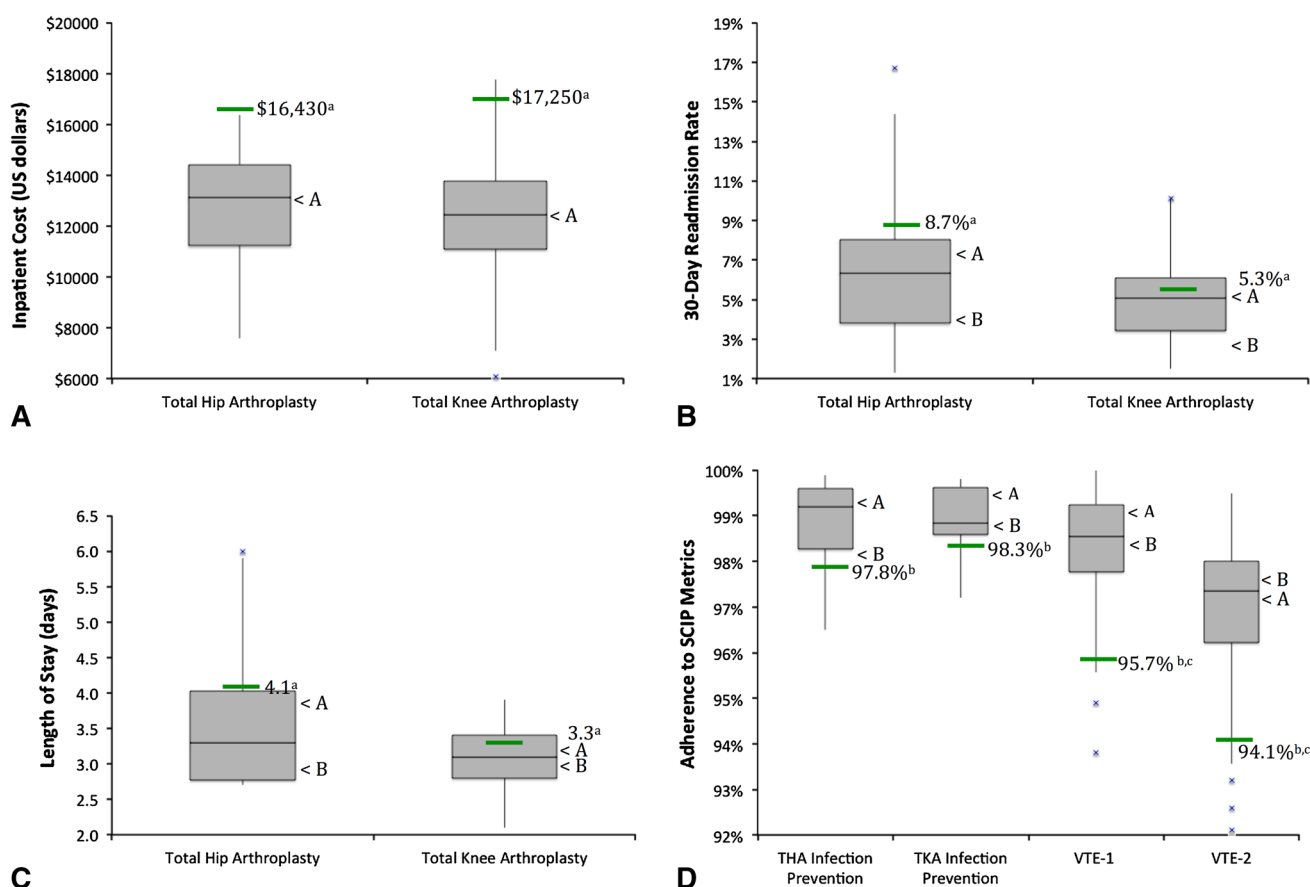 $20000
$18000
$16000
$14000
$12000
$10000
$8000
$6000
Inpatient Cost (US dollars)
$16,430ᵃ
< A
$17,250ᵃ
< A
Total Hip Arthroplasty
Total Knee Arthroplasty
A
19%
17%
15%
13%
11%
9%
7%
5%
3%
1%
30-Day Readmission Rate
8.7%ᵃ
< A
< B
5.3%ᵃ
< A
< B
Total Hip Arthroplasty
Total Knee Arthroplasty
B
6.5
6.0
5.5
5.0
4.5
4.0
3.5
3.0
2.5
2.0
Length of Stay (days)
4.1ᵃ
< A
< B
3.3ᵃ
< A
< B
Total Hip Arthroplasty
Total Knee Arthroplasty
C
100%
99%
98%
97%
96%
95%
94%
93%
92%
Adherence to SCIP Metrics
< A
< B
97.8%ᵇ
< A
< B
98.3%ᵇ
< A
< B
95.7% ᵇ,ᶜ
< B
< A
94.1%ᵇ,ᶜ
THA Infection
Prevention
TKA Infection
Prevention
VTE-1
VTE-2
D